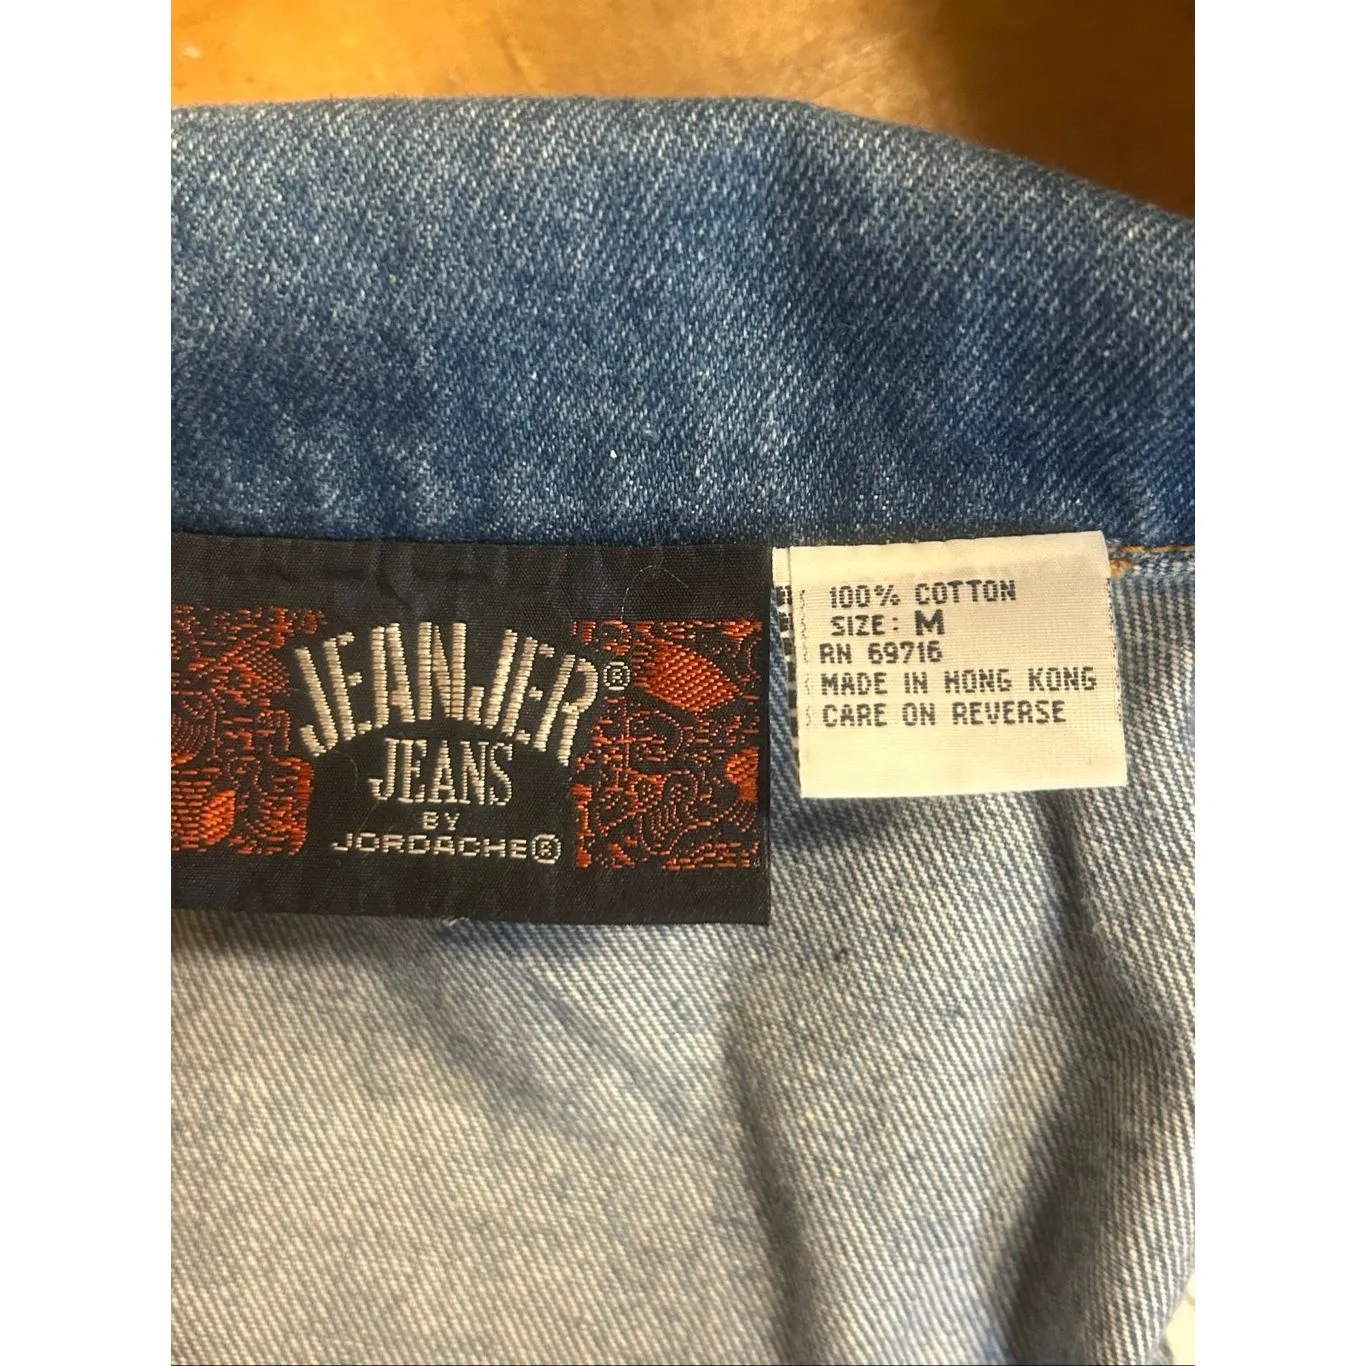 JEANJER®
JEANS
BY
JORDACHE®
100% COTTON
SIZE: M
RN 69716
MADE IN HONG KONG
CARE ON REVERSE